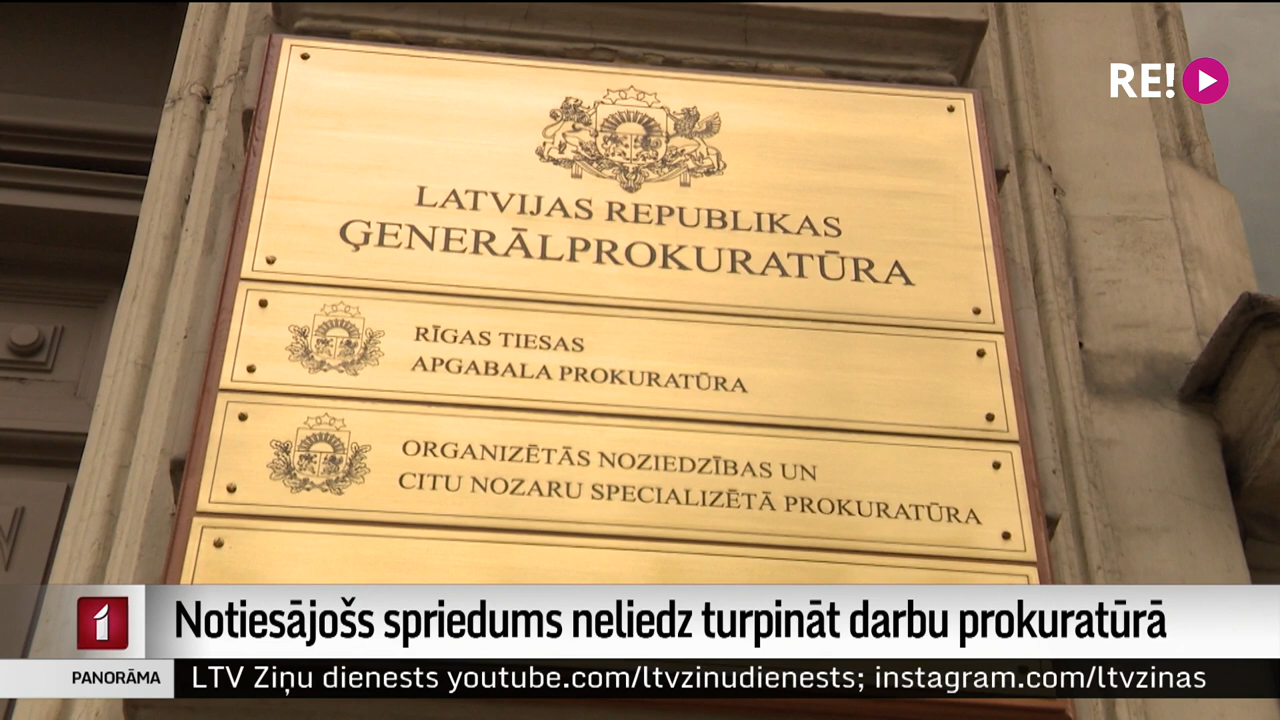 RE!
LATVIJAS REPUBLIKAS
ĢENERĀLPROKURATŪRA
RĪGAS TIESAS
APGABALA PROKURATŪRA
ORGANIZĒTĀS NOZIEDZĪBAS UN
CITU NOZARU SPECIALIZĒTĀ PROKURATŪRA
1 Notiesājošs spriedums neliedz turpināt darbu prokuratūrā
PANORĀMA LTV Ziņu dienests youtube.com/ltvzinudienests; instagram.com/ltvzinas